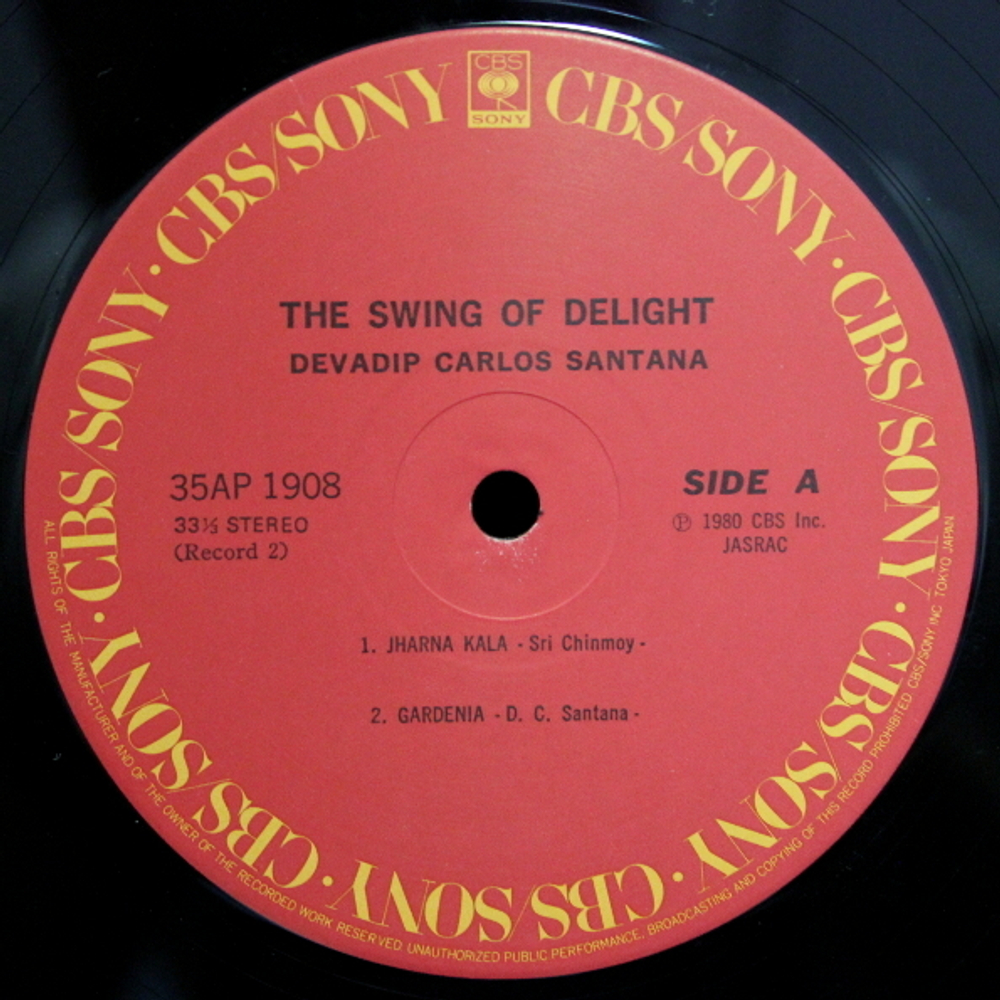 CBS
SONY
CBS/SONY · CBS/SONY · CBS/SONY · CBS/SONY · CBS/SONY · CBS/SONY · CBS/SONY · CBS/SONY
THE SWING OF DELIGHT
DEVADIP CARLOS SANTANA
35AP 1908
33⅓ STEREO
(Record 2)
SIDE A
Ⓟ 1980 CBS Inc.
JASRAC
1. JHARNA KALA - Sri Chinmoy -
2. GARDENIA - D. C. Santana -
ALL RIGHTS OF THE MANUFACTURER AND OF THE OWNER OF THE RECORDED WORK RESERVED. UNAUTHORIZED PUBLIC PERFORMANCE, BROADCASTING AND COPYING OF THIS RECORD PROHIBITED. CBS/SONY INC. TOKYO JAPAN